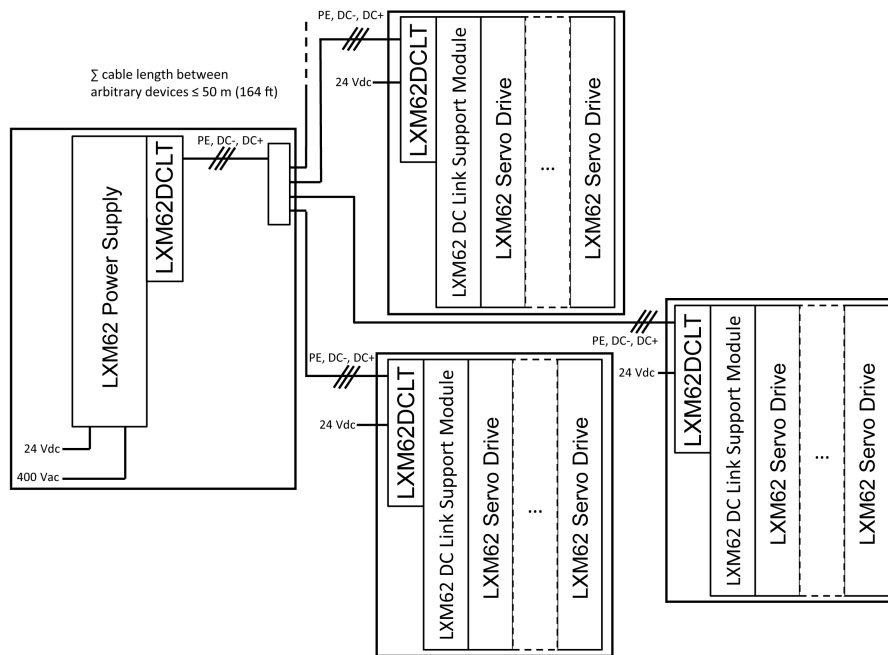 ∑ cable length between
arbitrary devices ≤ 50 m (164 ft)
PE, DC-, DC+
LXM62 Power Supply
LXM62DCLT
24 Vdc
400 Vac
PE, DC-, DC+
24 Vdc
LXM62DCLT
LXM62 DC Link Support Module
LXM62 Servo Drive
...
LXM62 Servo Drive
PE, DC-, DC+
24 Vdc
LXM62DCLT
LXM62 DC Link Support Module
LXM62 Servo Drive
...
LXM62 Servo Drive
PE, DC-, DC+
24 Vdc
LXM62DCLT
LXM62 DC Link Support Module
LXM62 Servo Drive
...
LXM62 Servo Drive